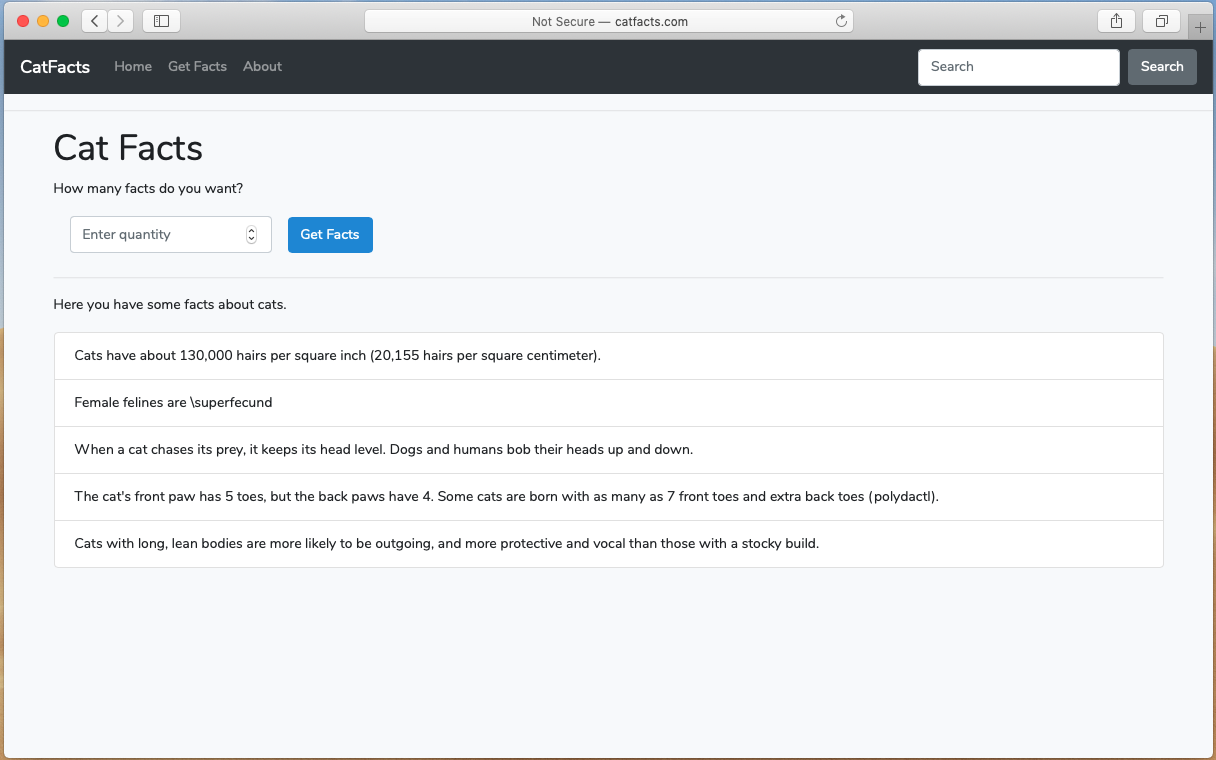 Not Secure — catfacts.com
CatFacts Home Get Facts About Search Search
Cat Facts
How many facts do you want?
Enter quantity Get Facts
Here you have some facts about cats.
Cats have about 130,000 hairs per square inch (20,155 hairs per square centimeter).
Female felines are \superfecund
When a cat chases its prey, it keeps its head level. Dogs and humans bob their heads up and down.
The cat's front paw has 5 toes, but the back paws have 4. Some cats are born with as many as 7 front toes and extra back toes (polydactl).
Cats with long, lean bodies are more likely to be outgoing, and more protective and vocal than those with a stocky build.